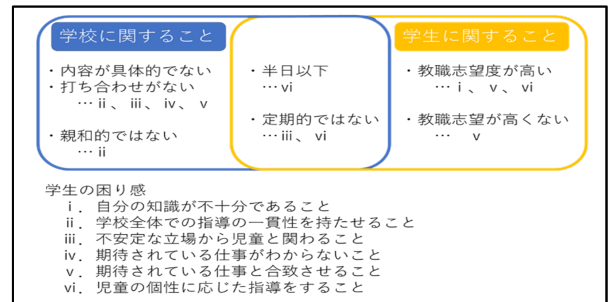 学校に関すること
・内容が具体的でない
・打ち合わせがない
…ⅱ、ⅲ、ⅳ、ⅴ
・親和的ではない
…ⅱ
・半日以下
…ⅵ
・定期的ではない
…ⅲ、ⅵ
学生に関すること
・教職志望度が高い
…ⅰ、ⅴ、ⅵ
・教職志望が高くない
… ⅴ
学生の困り感
ⅰ．自分の知識が不十分であること
ⅱ．学校全体での指導の一貫性を持たせること
ⅲ．不安定な立場から児童と関わること
ⅳ．期待されている仕事がわからないこと
ⅴ．期待されている仕事と合致させること
ⅵ．児童の個性に応じた指導をすること